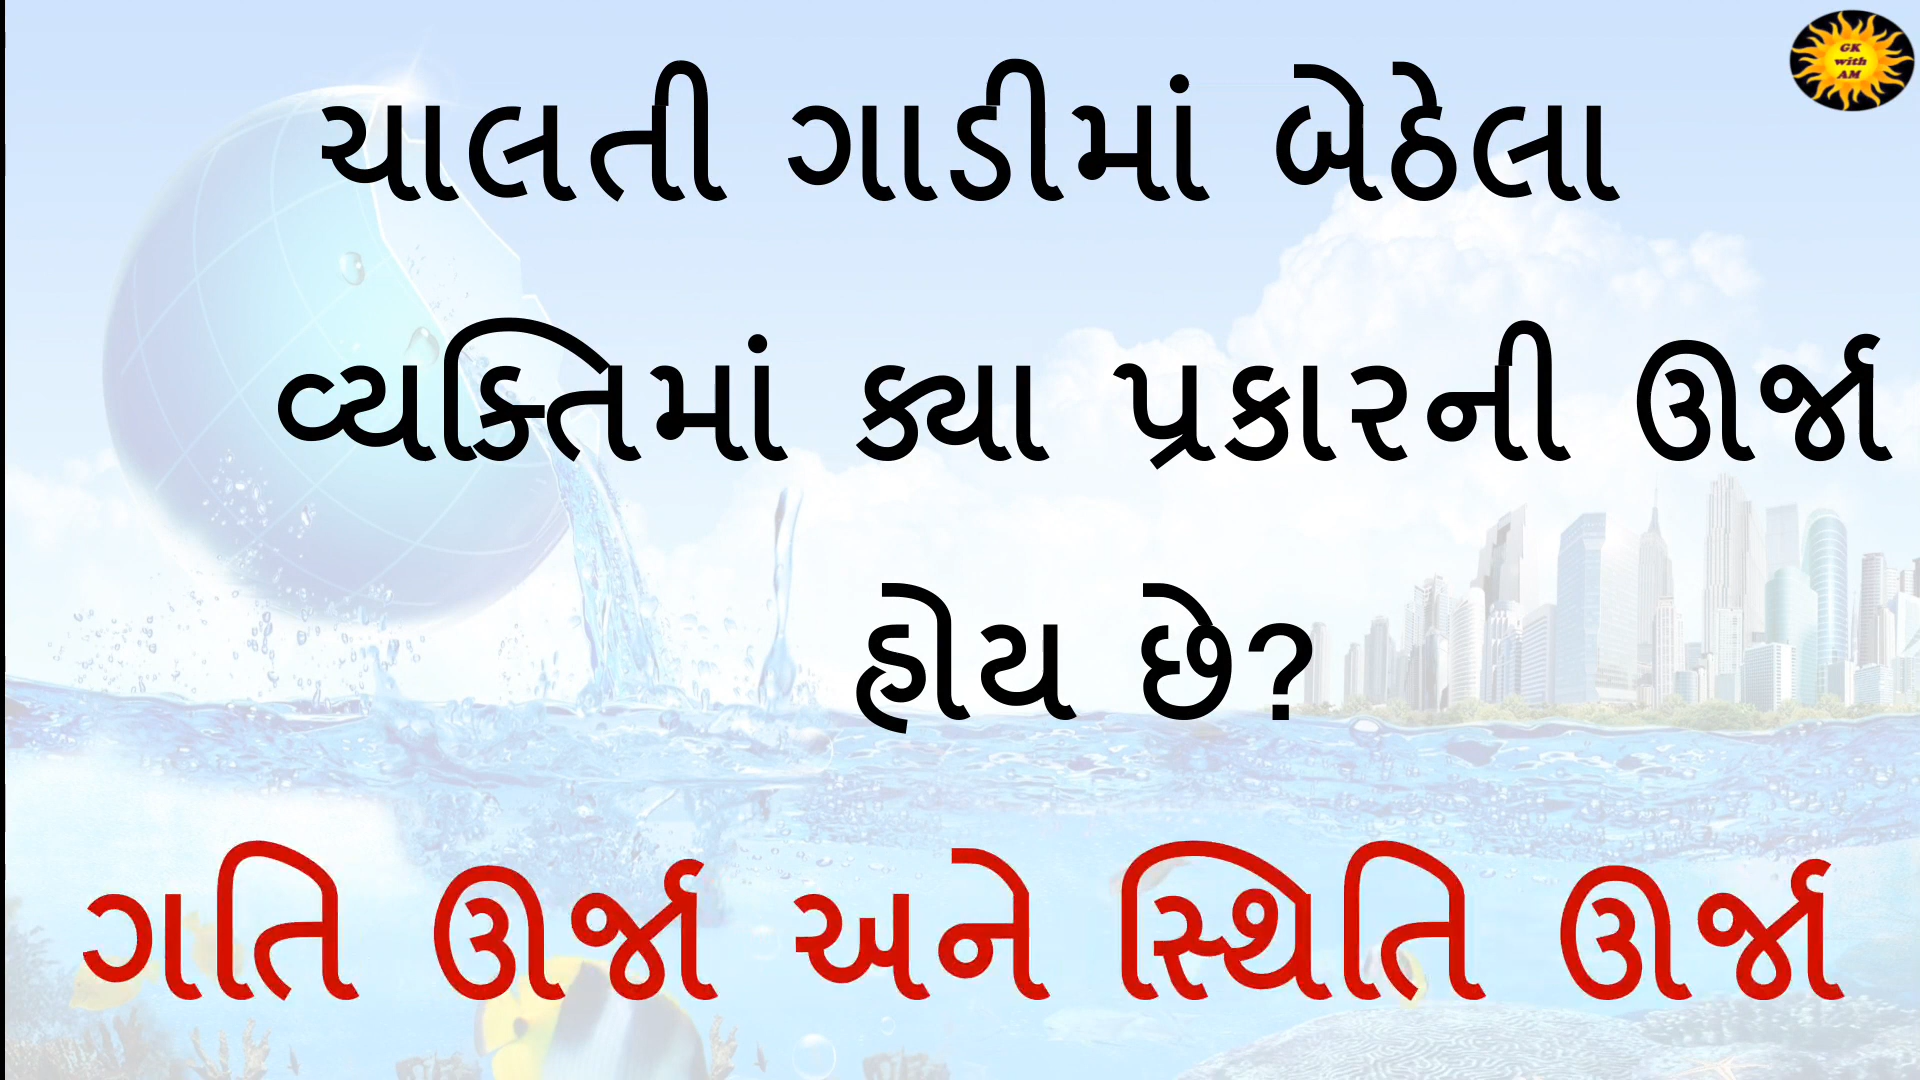 GK
with
AM
ચાલતી ગાડીમાં બેઠેલા
વ્યક્તિમાં ક્યા પ્રકારની ઊર્જા
હોય છે?
ગતિ ઊર્જા અને સ્થિતિ ઊર્જા